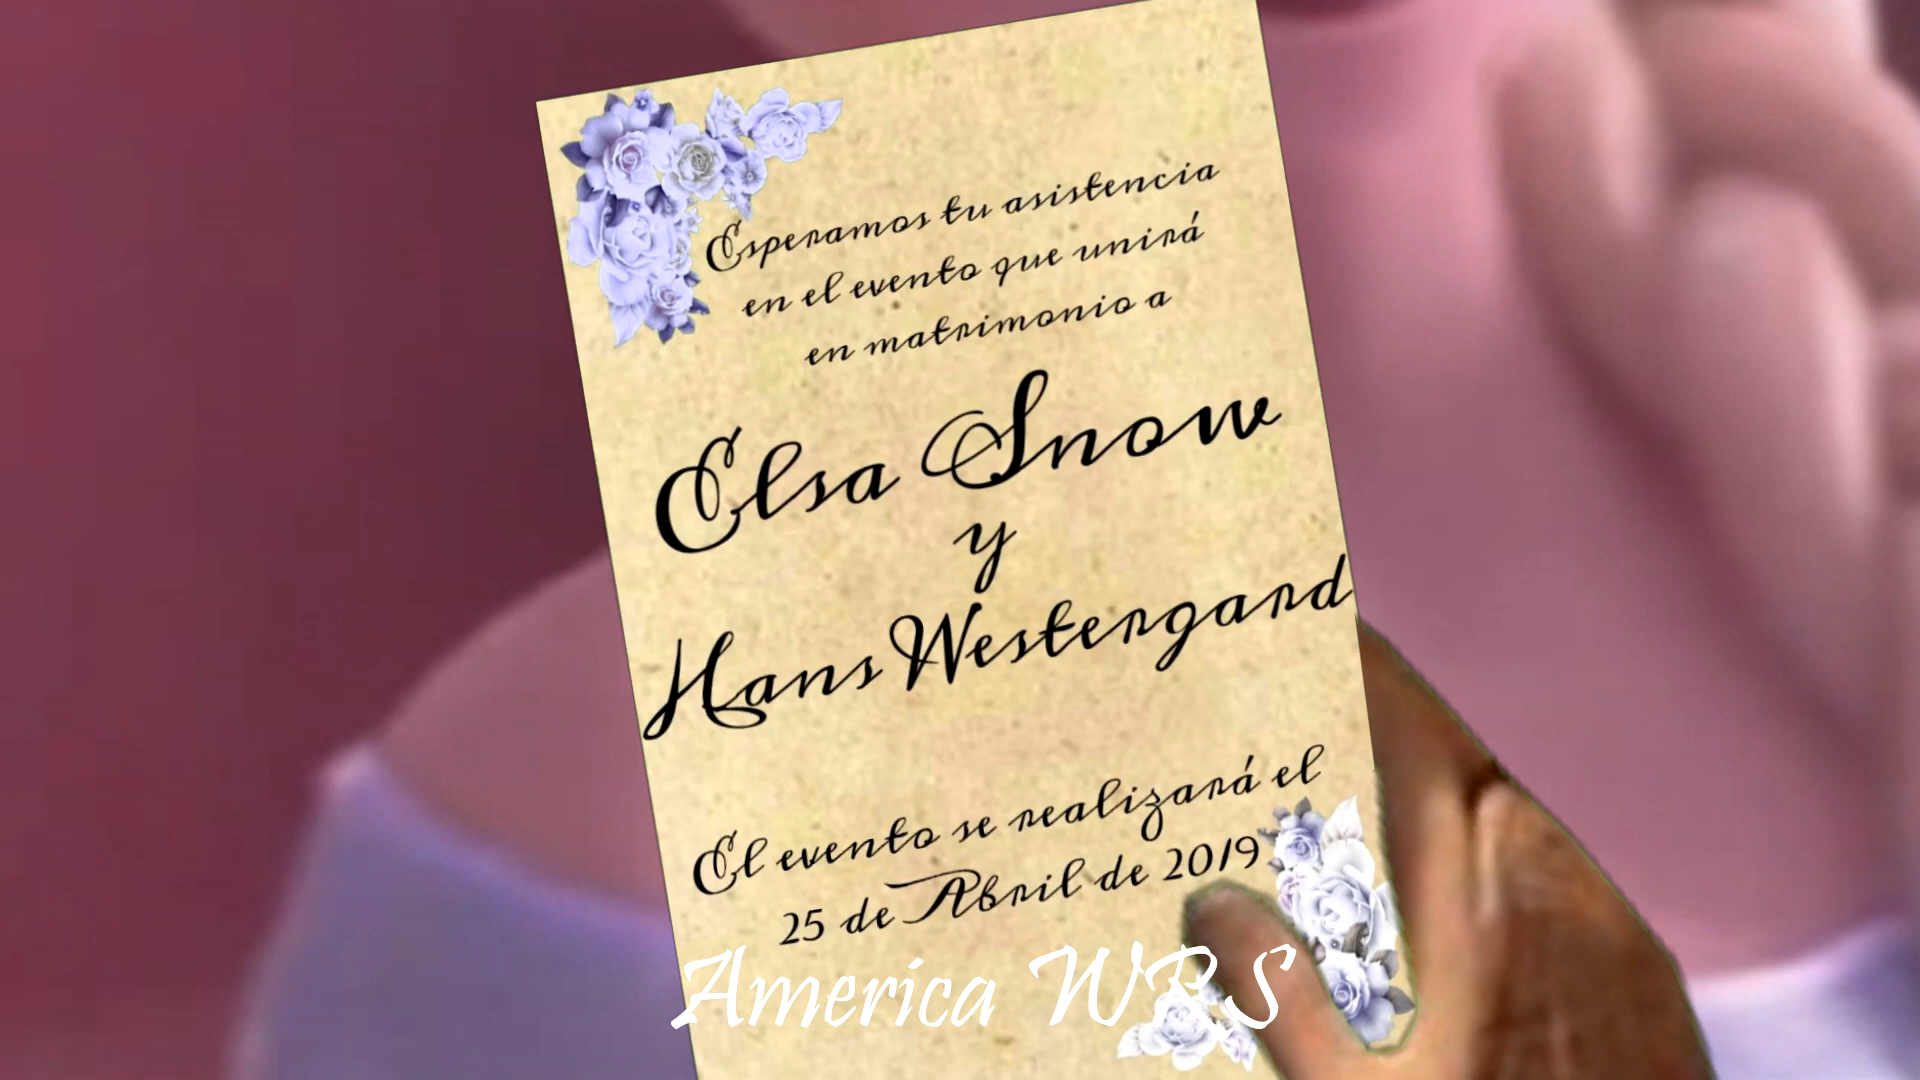 Esperamos tu asistencia
en el evento que unirá
en matrimonio a
Elsa Snow
y
Hans Westergard
El evento se realizará el
25 de Abril de 2019
America WRS